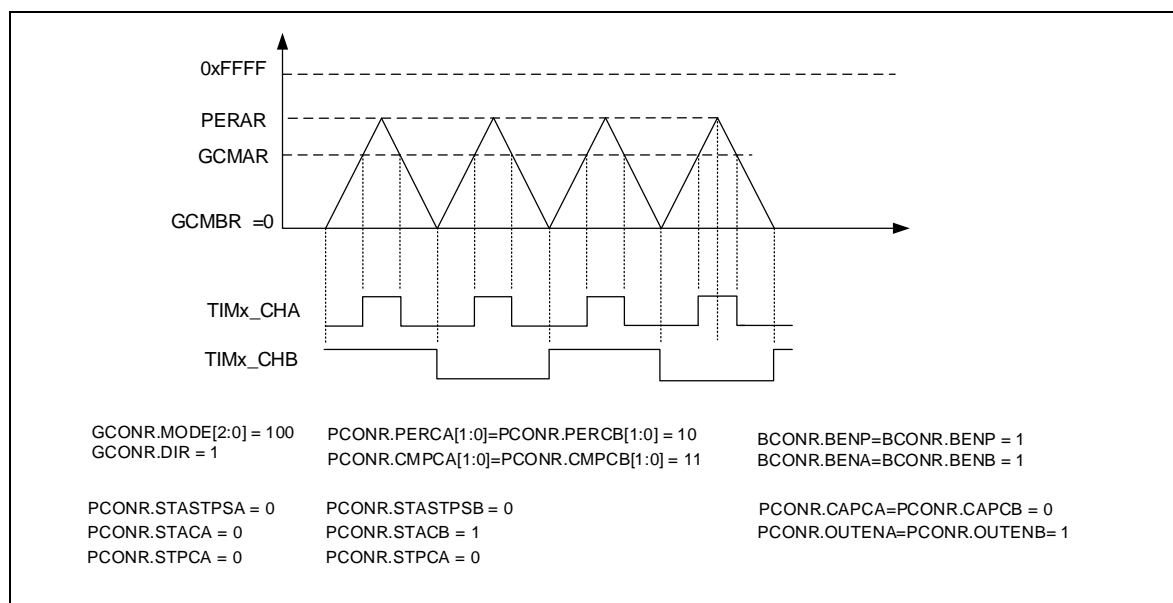 0xFFFF
PERAR
GCMAR
GCMBR =0
TIMx_CHA
TIMx_CHB
GCONR.MODE[2:0] = 100
GCONR.DIR = 1
PCONR.PERCA[1:0]=PCONR.PERCB[1:0] = 10
PCONR.CMPCA[1:0]=PCONR.CMPCB[1:0] = 11
BCONR.BENP=BCONR.BENP = 1
BCONR.BENA=BCONR.BENB = 1
PCONR.STASTPSA = 0
PCONR.STACA = 0
PCONR.STPCA = 0
PCONR.STASTPSB = 0
PCONR.STACB = 1
PCONR.STPCA = 0
PCONR.CAPCA=PCONR.CAPCB = 0
PCONR.OUTENA=PCONR.OUTENB= 1